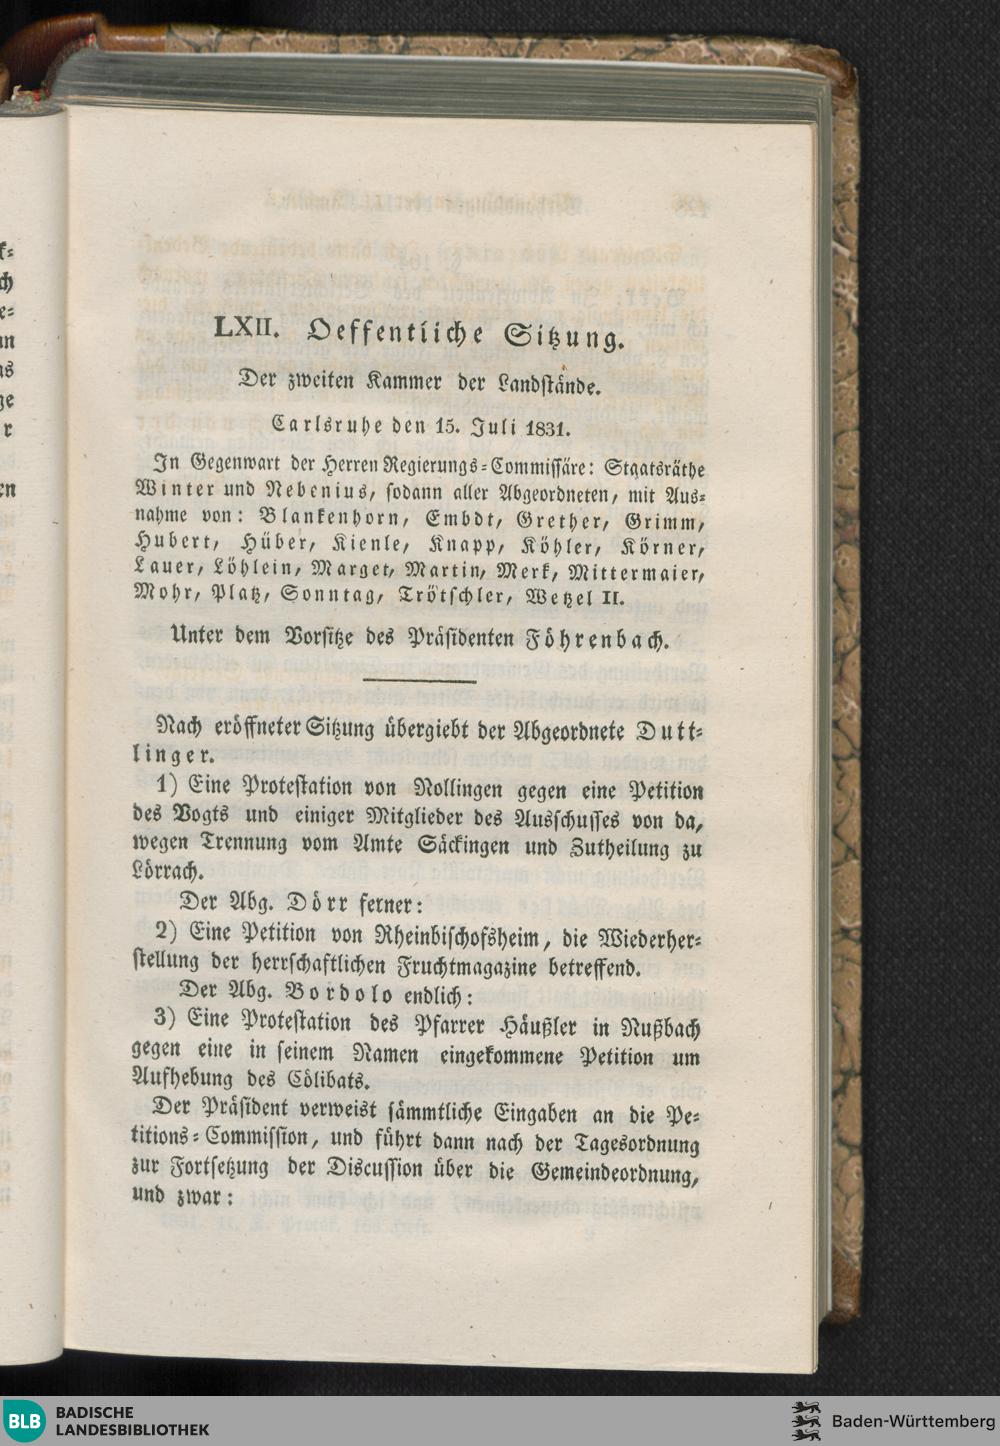 LXII. Oeffentliche Sitzung.
Der zweiten Kammer der Landstände.
Carlsruhe den 15. Juli 1831.
In Gegenwart der Herren Regierungs-Commissäre: Staatsräthe
Winter und Nebenius, sodann aller Abgeordneten, mit Aus-
nahme von: Blankenhorn, Embdt, Grether, Grimm,
Hubert, Hüber, Kienle, Knapp, Köhler, Körner,
Lauer, Löhlein, Marget, Martin, Merk, Mittermaier,
Mohr, Platz, Sonntag, Trötschler, Wetzel II.
Unter dem Vorsitze des Präsidenten Föhrenbach.
Nach eröffneter Sitzung übergiebt der Abgeordnete Dutt-
linger.
1) Eine Protestation von Nollingen gegen eine Petition
des Vogts und einiger Mitglieder des Ausschusses von da,
wegen Trennung vom Amte Säckingen und Zutheilung zu
Lörrach.
Der Abg. Dörr ferner:
2) Eine Petition von Rheinbischofsheim, die Wiederher-
stellung der herrschaftlichen Fruchtmagazine betreffend.
Der Abg. Bordolo endlich:
3) Eine Protestation des Pfarrer Häußler in Nußbach
gegen eine in seinem Namen eingekommene Petition um
Aufhebung des Cölibats.
Der Präsident verweist sämmtliche Eingaben an die Pe-
titions-Commission, und führt dann nach der Tagesordnung
zur Fortsetzung der Discussion über die Gemeindeordnung,
und zwar:
BLB BADISCHE
LANDESBIBLIOTHEK
Baden-Württemberg